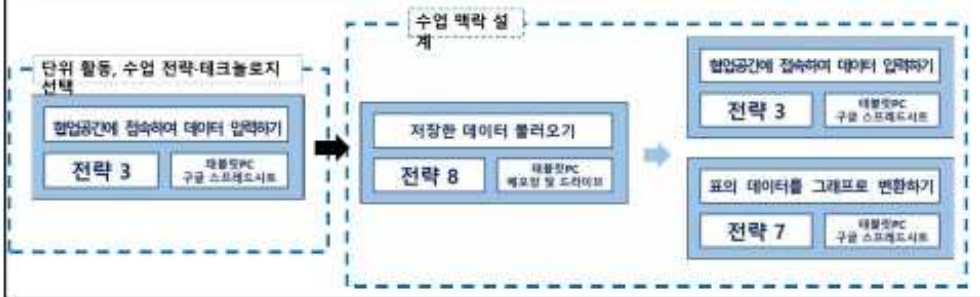 수업 맥락 설
계
단위 활동, 수업 전략·테크놀로지
선택
협업공간에 접속하여 데이터 입력하기
전략 3
태블릿PC
구글 스프레드시트
저장한 데이터 불러오기
전략 8
태블릿PC
메모장 및 드라이브
협업공간에 접속하여 데이터 입력하기
전략 3
태블릿PC
구글 스프레드시트
표의 데이터를 그래프로 변환하기
전략 7
태블릿PC
구글 스프레드시트